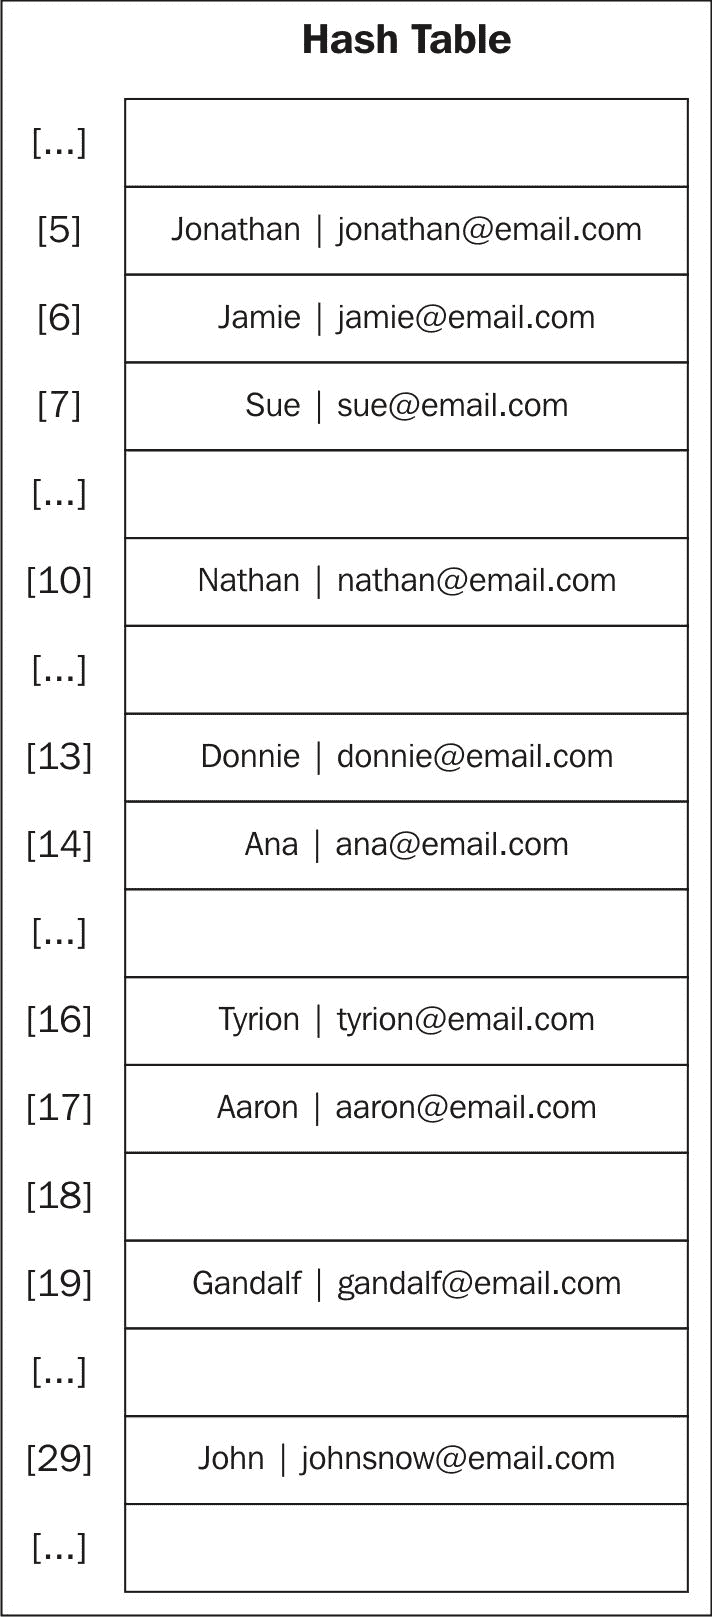 Hash Table
[...]
[5] Jonathan | jonathan@email.com
[6] Jamie | jamie@email.com
[7] Sue | sue@email.com
[...]
[10] Nathan | nathan@email.com
[...]
[13] Donnie | donnie@email.com
[14] Ana | ana@email.com
[...]
[16] Tyrion | tyrion@email.com
[17] Aaron | aaron@email.com
[18]
[19] Gandalf | gandalf@email.com
[...]
[29] John | johnsnow@email.com
[...]